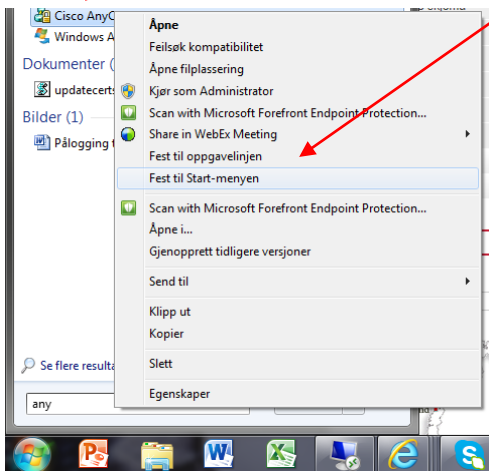 Cisco Any
Windows A
Dokumenter (
updatecerts
Bilder (1)
Pålogging
Se flere resulta
any
Åpne
Feilsøk kompatibilitet
Åpne filplassering
Kjør som Administrator
Scan with Microsoft Forefront Endpoint Protection...
Share in WebEx Meeting
Fest til oppgavelinjen
Fest til Start-menyen
Scan with Microsoft Forefront Endpoint Protection...
Åpne i...
Gjenopprett tidligere versjoner
Send til
Klipp ut
Kopier
Slett
Egenskaper